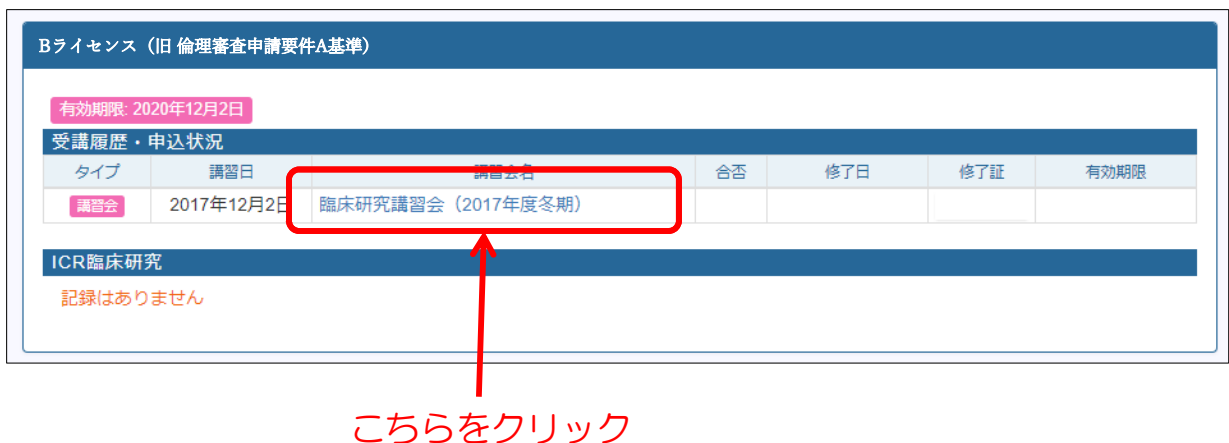 Bライセンス（旧 倫理審査申請要件A基準）
有効期限: 2020年12月2日
受講履歴・申込状況
タイプ 講習日 講習会名 合否 修了日 修了証 有効期限
講習会 2017年12月2日 臨床研究講習会（2017年度冬期）
ICR臨床研究
記録はありません
こちらをクリック